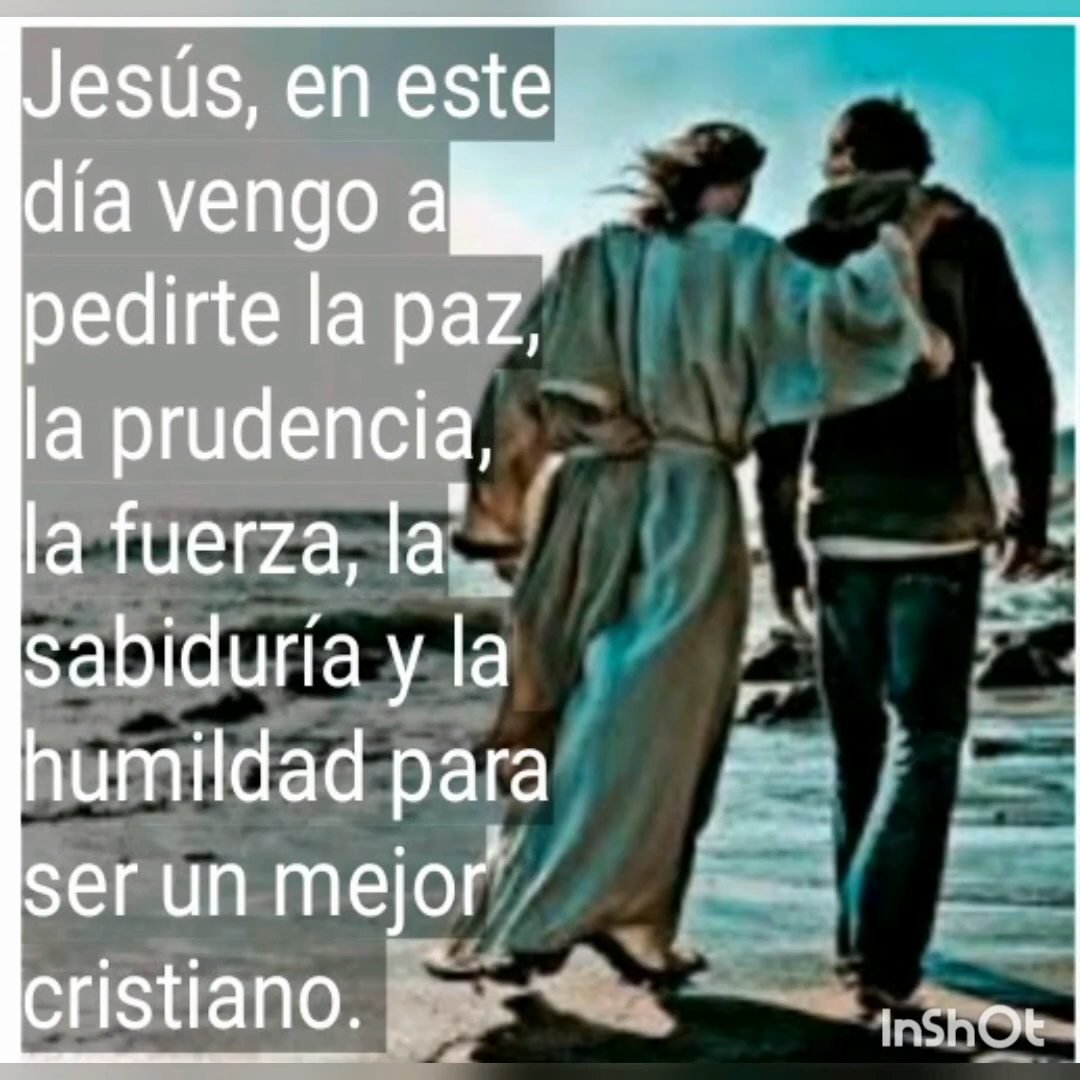 Jesús, en este
día vengo a
pedirte la paz,
la prudencia,
la fuerza, la
sabiduría y la
humildad para
ser un mejor
cristiano.
InShOt